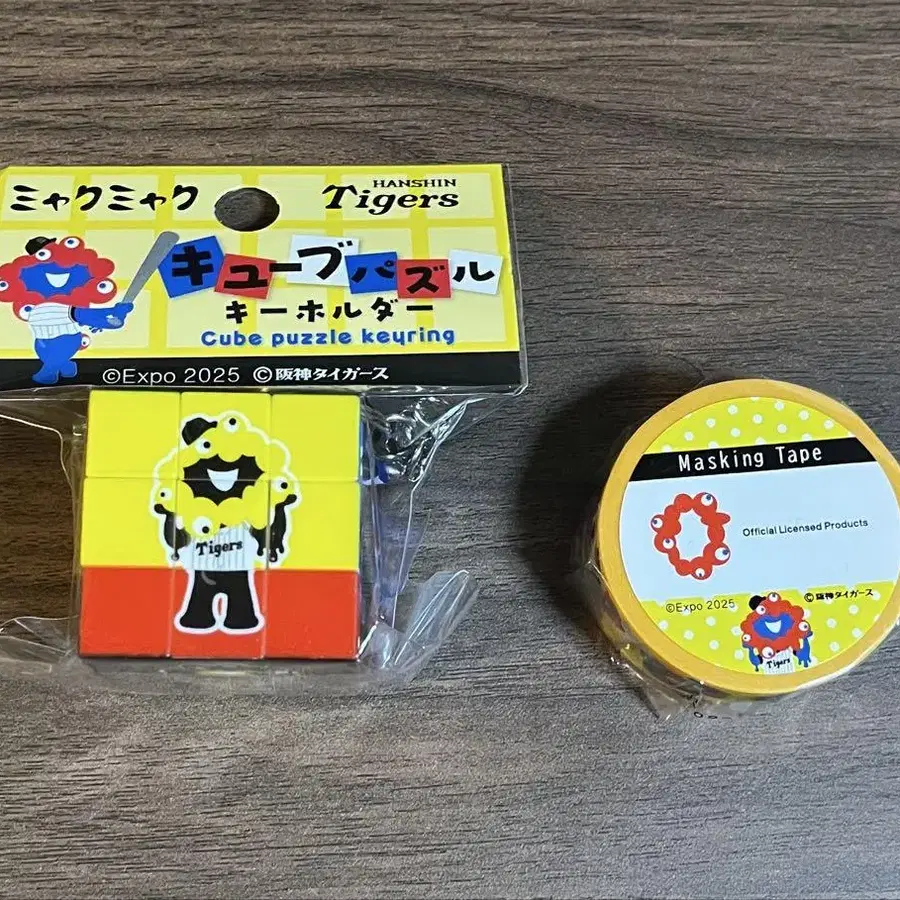 ミャクミャク
HANSHIN
Tigers
キューブパズル
キーホルダー
Cube puzzle keyring
©Expo 2025 ©阪神タイガース
Tigers
Masking Tape
Official Licensed Products
©Expo 2025 ©阪神タイガース
Tigers